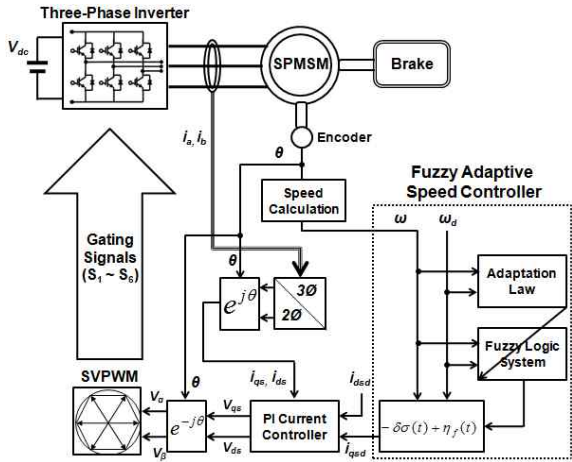 Three-Phase Inverter
V_dc
SPMSM
Brake
i_a, i_b
Encoder
θ
θ
Speed
Calculation
Fuzzy Adaptive
Speed Controller
ω
ω_d
Gating
Signals
(S_1 ~ S_6)
θ
e^{jθ}
3Ø
2Ø
Adaptation
Law
Fuzzy Logic
System
SVPWM
V_α
V_β
θ
e^{-jθ}
V_qs
V_ds
i_qs, i_ds
PI Current
Controller
i_dsd
i_qsd
-δσ(t)+η_f(t)